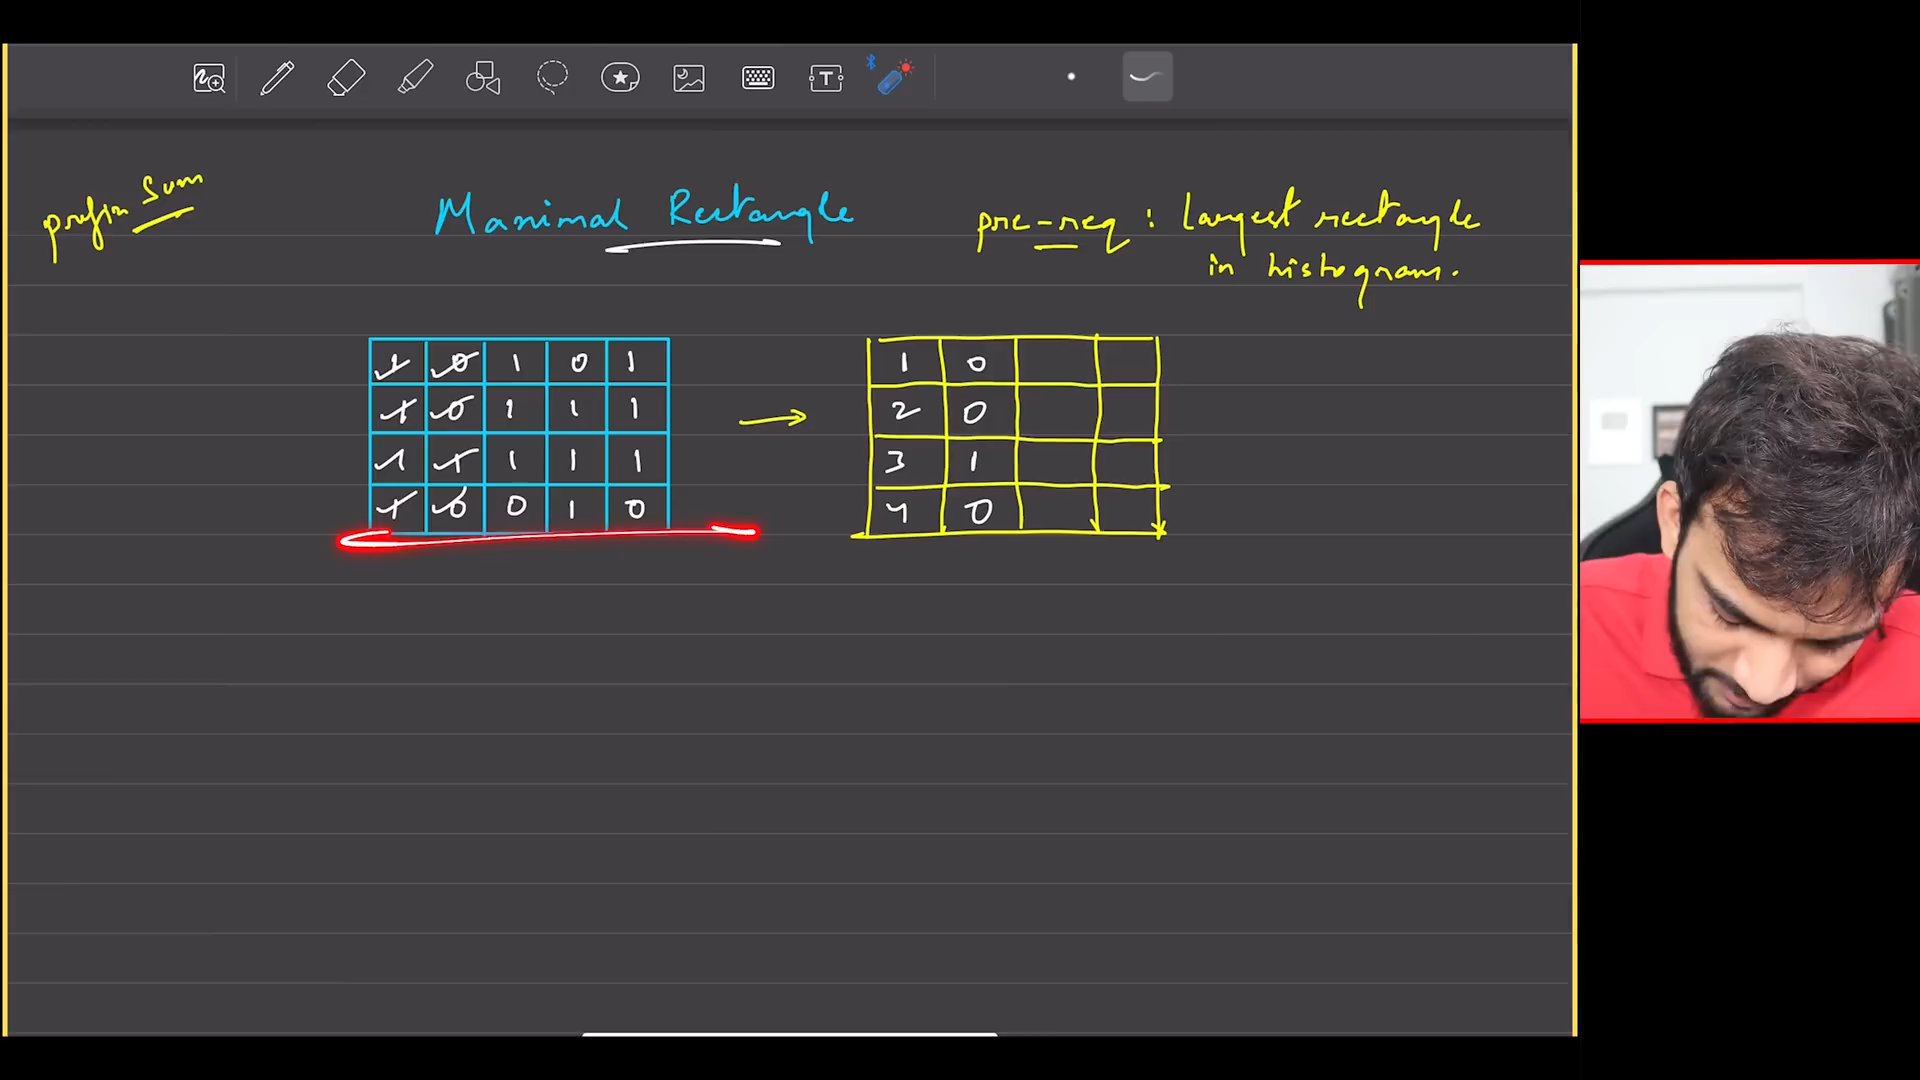 prefix Sum
Maximal Rectangle
pre-req : Largest rectangle
in histogram.
1 0 1 0 1
1 0 1 1 1
1 1 1 1 1
1 0 0 1 0
1 0
2 0
3 1
4 0
T